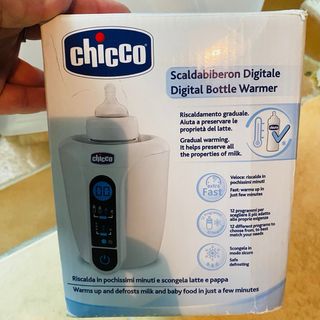 chicco
Scaldabiberon Digitale
Digital Bottle Warmer
Riscaldamento graduale.
Aiuta a preservare le
proprietà del latte.
Gradual warming.
It helps preserve all
the properties of milk.
chicco
extra
Fast
Veloce: riscalda in
pochissimi minuti
Fast: warms up in
just few minutes
12 programmi per
scegliere il più adatto
alle proprie esigenze
12 different programs to
choose from, to best
match your needs
Scongela in
modo sicuro
Safe
defrosting
Riscalda in pochissimi minuti e scongela latte e pappa
Warms up and defrosts milk and baby food in just a few minutes